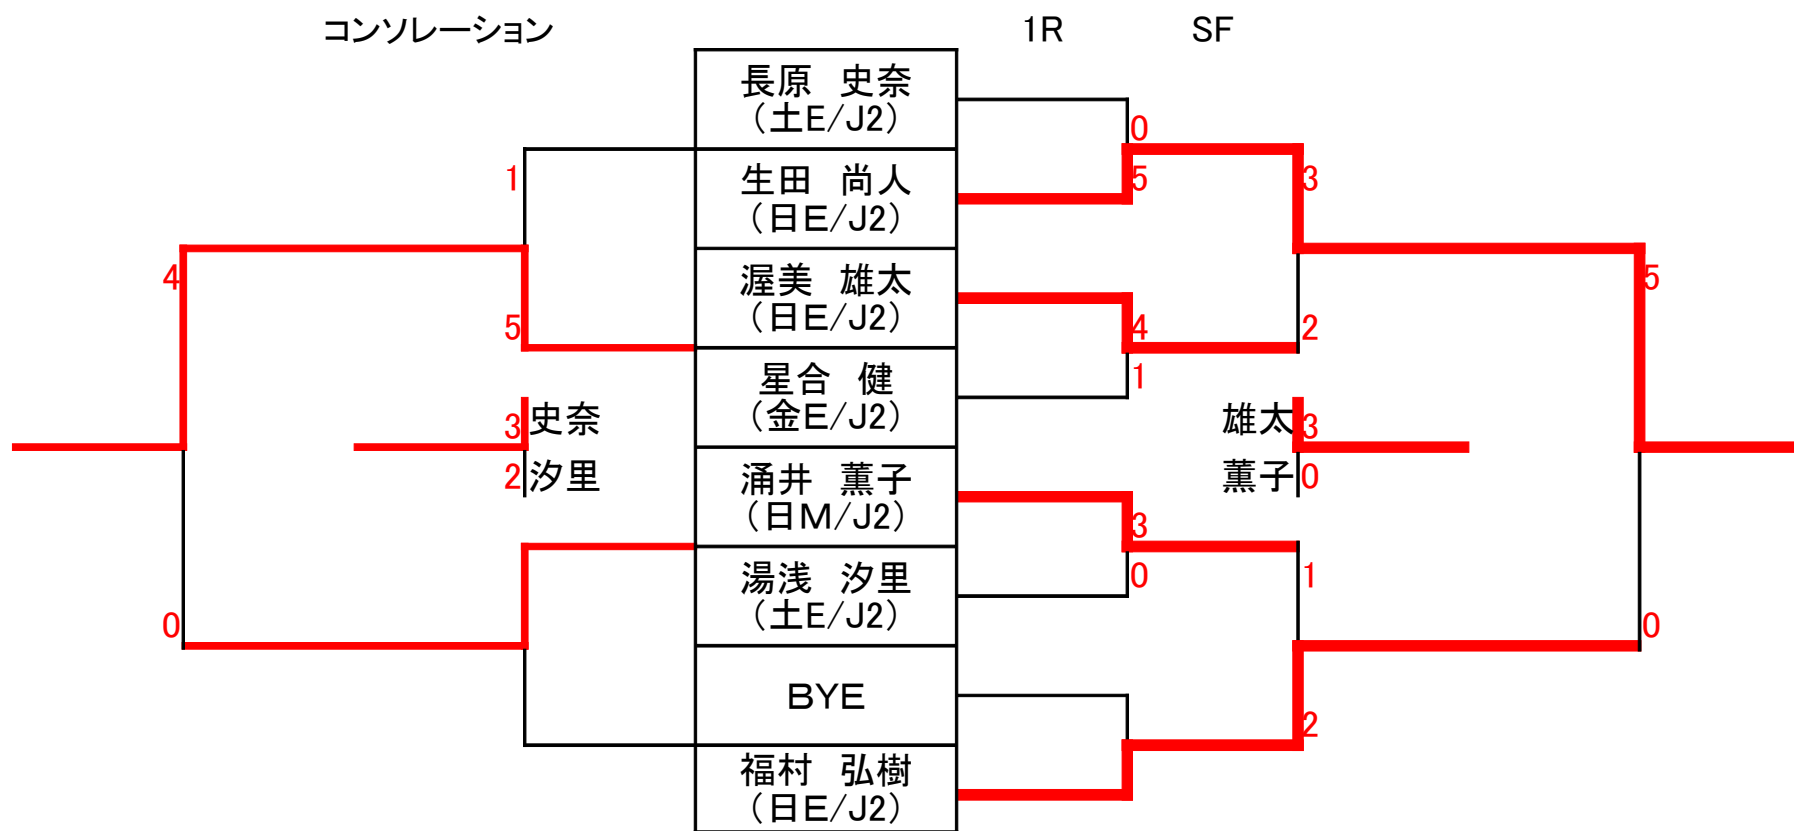 コンソレーション 1R SF
長原 史奈
（土E/J2）
0
1
生田 尚人
（日E/J2）
5
3
4
渥美 雄太
（日E/J2）
5
5
4
2
星合 健
（金E/J2）
1
3 史奈
雄太 3
2 汐里
薫子 0
涌井 薫子
（日M/J2）
3
0
1
湯浅 汐里
（土E/J2）
0
0
BYE
2
福村 弘樹
（日E/J2）